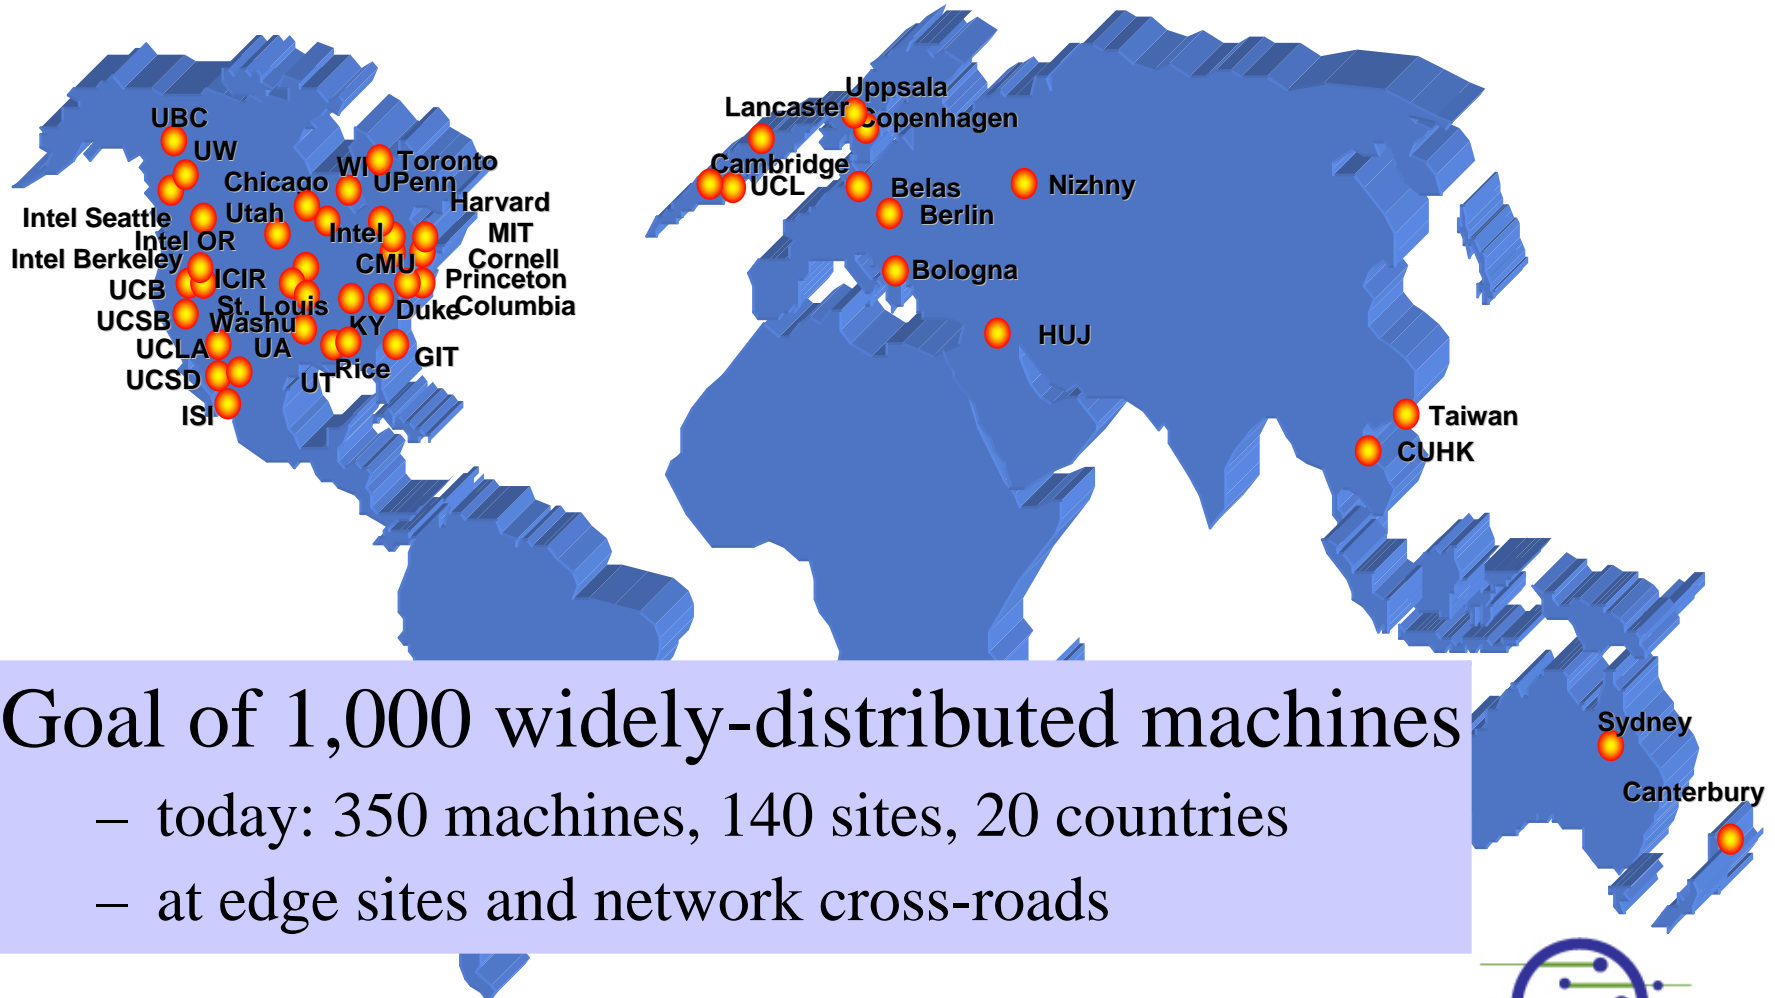 Uppsala
Lancaster
Copenhagen
UBC
UW
WI
Toronto
Cambridge
Chicago
UPenn
UCL
Belas
Nizhny
Harvard
Intel Seattle
Utah
Berlin
Intel
MIT
Intel OR
Intel Berkeley
CMU
Cornell
Bologna
ICIR
Princeton
UCB
St. Louis
Duke
Columbia
UCSB
Washu
KY
HUJ
UCLA
UA
GIT
UCSD
UT
Rice
ISI
Taiwan
CUHK
Goal of 1,000 widely-distributed machines
– today: 350 machines, 140 sites, 20 countries
– at edge sites and network cross-roads
Sydney
Canterbury